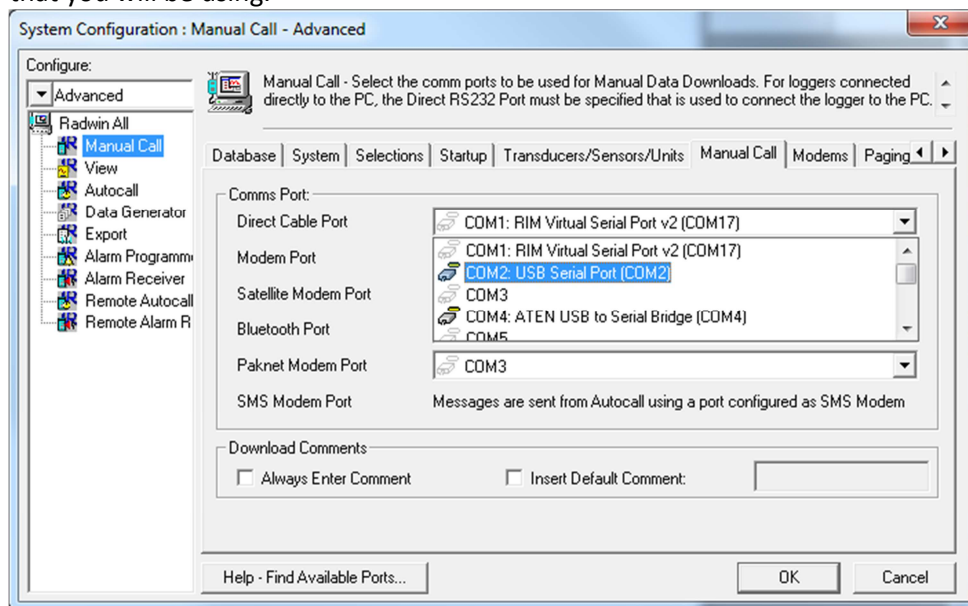 that you will be using.
System Configuration : Manual Call - Advanced
Configure:
Advanced
Radwin All
Manual Call
View
Autocall
Data Generator
Export
Alarm Programm
Alarm Receiver
Remote Autocall
Remote Alarm R
Manual Call - Select the comm ports to be used for Manual Data Downloads. For loggers connected
directly to the PC, the Direct RS232 Port must be specified that is used to connect the logger to the PC.
Database System Selections Startup Transducers/Sensors/Units Manual Call Modems Paging
Comms Port:
Direct Cable Port COM1: RIM Virtual Serial Port v2 (COM17)
COM1: RIM Virtual Serial Port v2 (COM17)
Modem Port COM2: USB Serial Port (COM2)
Satellite Modem Port COM3
COM4: ATEN USB to Serial Bridge (COM4)
Bluetooth Port COM5
Paknet Modem Port COM3
SMS Modem Port Messages are sent from Autocall using a port configured as SMS Modem
Download Comments
Always Enter Comment Insert Default Comment:
Help - Find Available Ports... OK Cancel